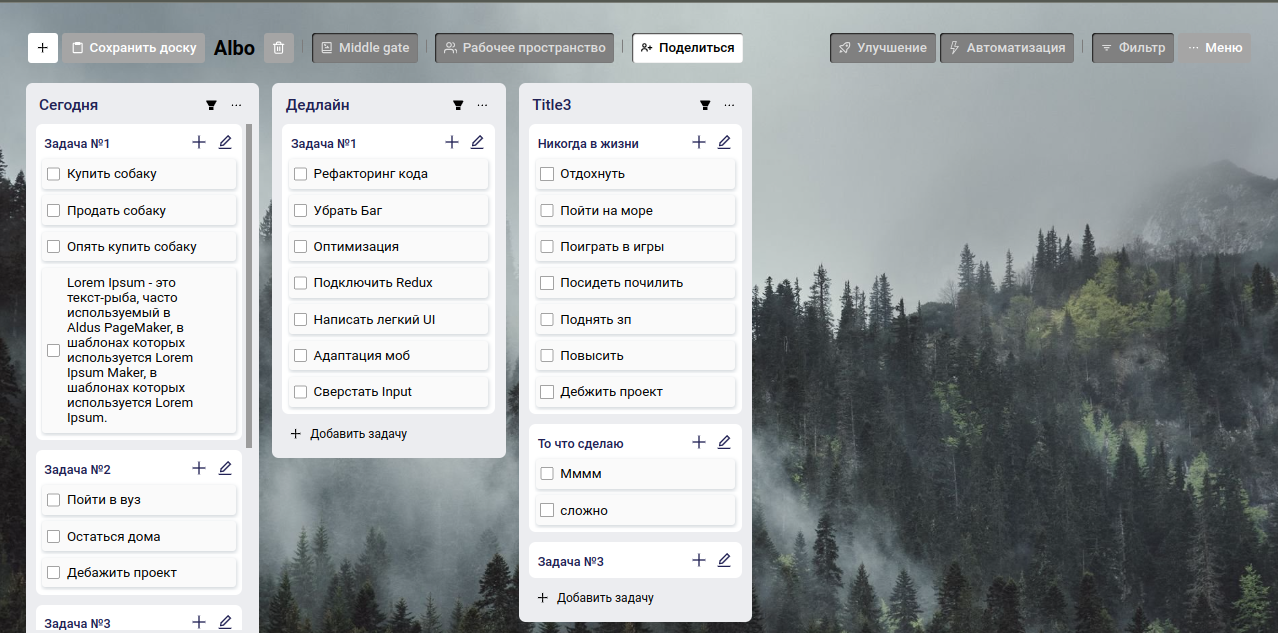 + Сохранить доску Albo Middle gate Рабочее пространство Поделиться Улучшение Автоматизация Фильтр ... Меню
Сегодня ...
Задача №1
Купить собаку
Продать собаку
Опять купить собаку
Lorem Ipsum - это
текст-рыба, часто
используемый в
Aldus PageMaker, в
шаблонах которых
используется Lorem
Ipsum Maker, в
шаблонах которых
используется Lorem
Ipsum.
Задача №2
Пойти в вуз
Остаться дома
Дебажить проект
Задача №3
Дедлайн ...
Задача №1
Рефакторинг кода
Убрать Баг
Оптимизация
Подключить Redux
Написать легкий UI
Адаптация моб
Сверстать Input
+ Добавить задачу
Title3 ...
Никогда в жизни
Отдохнуть
Пойти на море
Поиграть в игры
Посидеть почилить
Поднять зп
Повысить
Дебжить проект
То что сделаю
Мммм
сложно
Задача №3
+ Добавить задачу